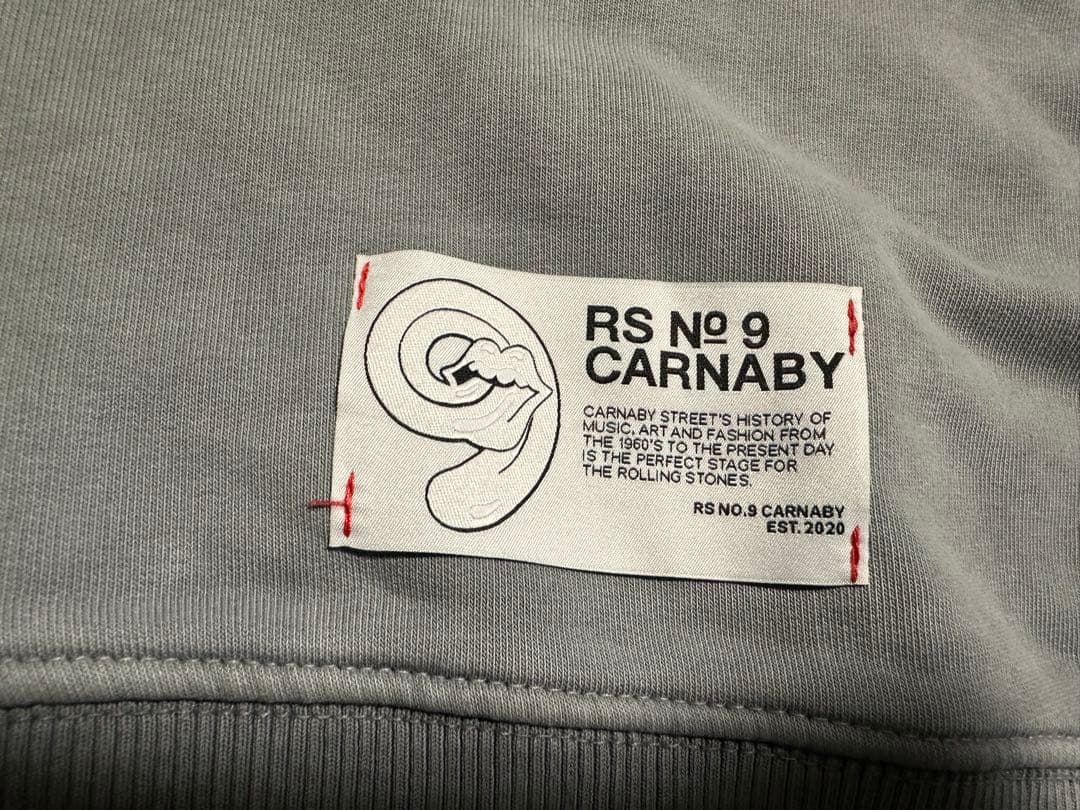 RS Nº 9
CARNABY
CARNABY STREET'S HISTORY OF
MUSIC, ART AND FASHION FROM
THE 1960'S TO THE PRESENT DAY
IS THE PERFECT STAGE FOR
THE ROLLING STONES.
RS NO.9 CARNABY
EST. 2020